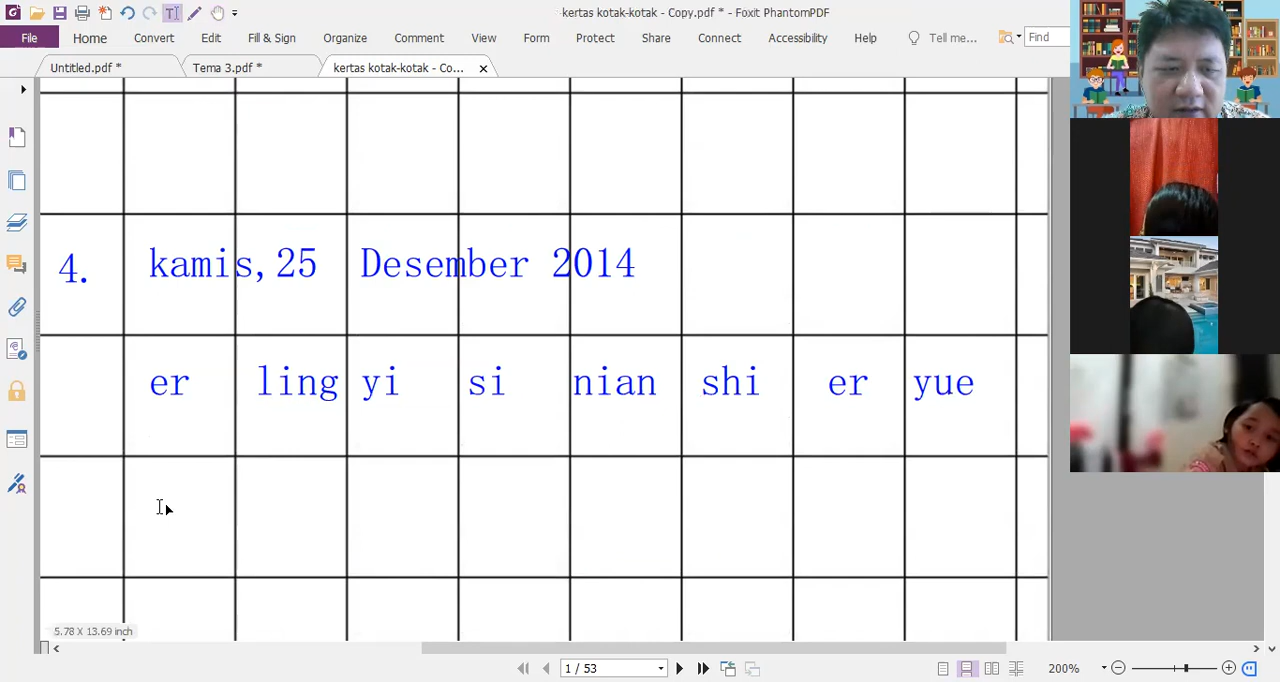 kertas kotak-kotak - Copy.pdf * - Foxit PhantomPDF
File Home Convert Edit Fill & Sign Organize Comment View Form Protect Share Connect Accessibility Help Tell me... Find
Untitled.pdf * Tema 3.pdf * kertas kotak-kotak - Co...
4. kamis,25 Desember 2014
er ling yi si nian shi er yue
5.78 X 13.69 inch
1 / 53 200%